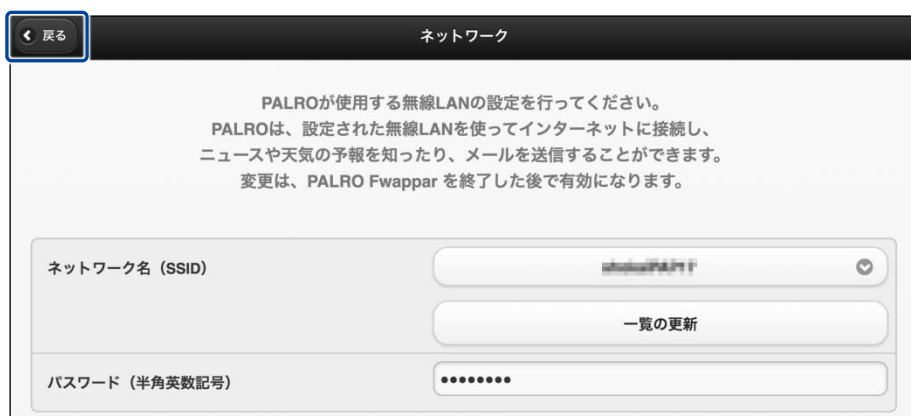 戻る
ネットワーク
PALROが使用する無線LANの設定を行ってください。
PALROは、設定された無線LANを使ってインターネットに接続し、
ニュースや天気の予報を知ったり、メールを送信することができます。
変更は、PALRO Fwappar を終了した後で有効になります。
ネットワーク名（SSID）
一覧の更新
パスワード（半角英数記号）
••••••••